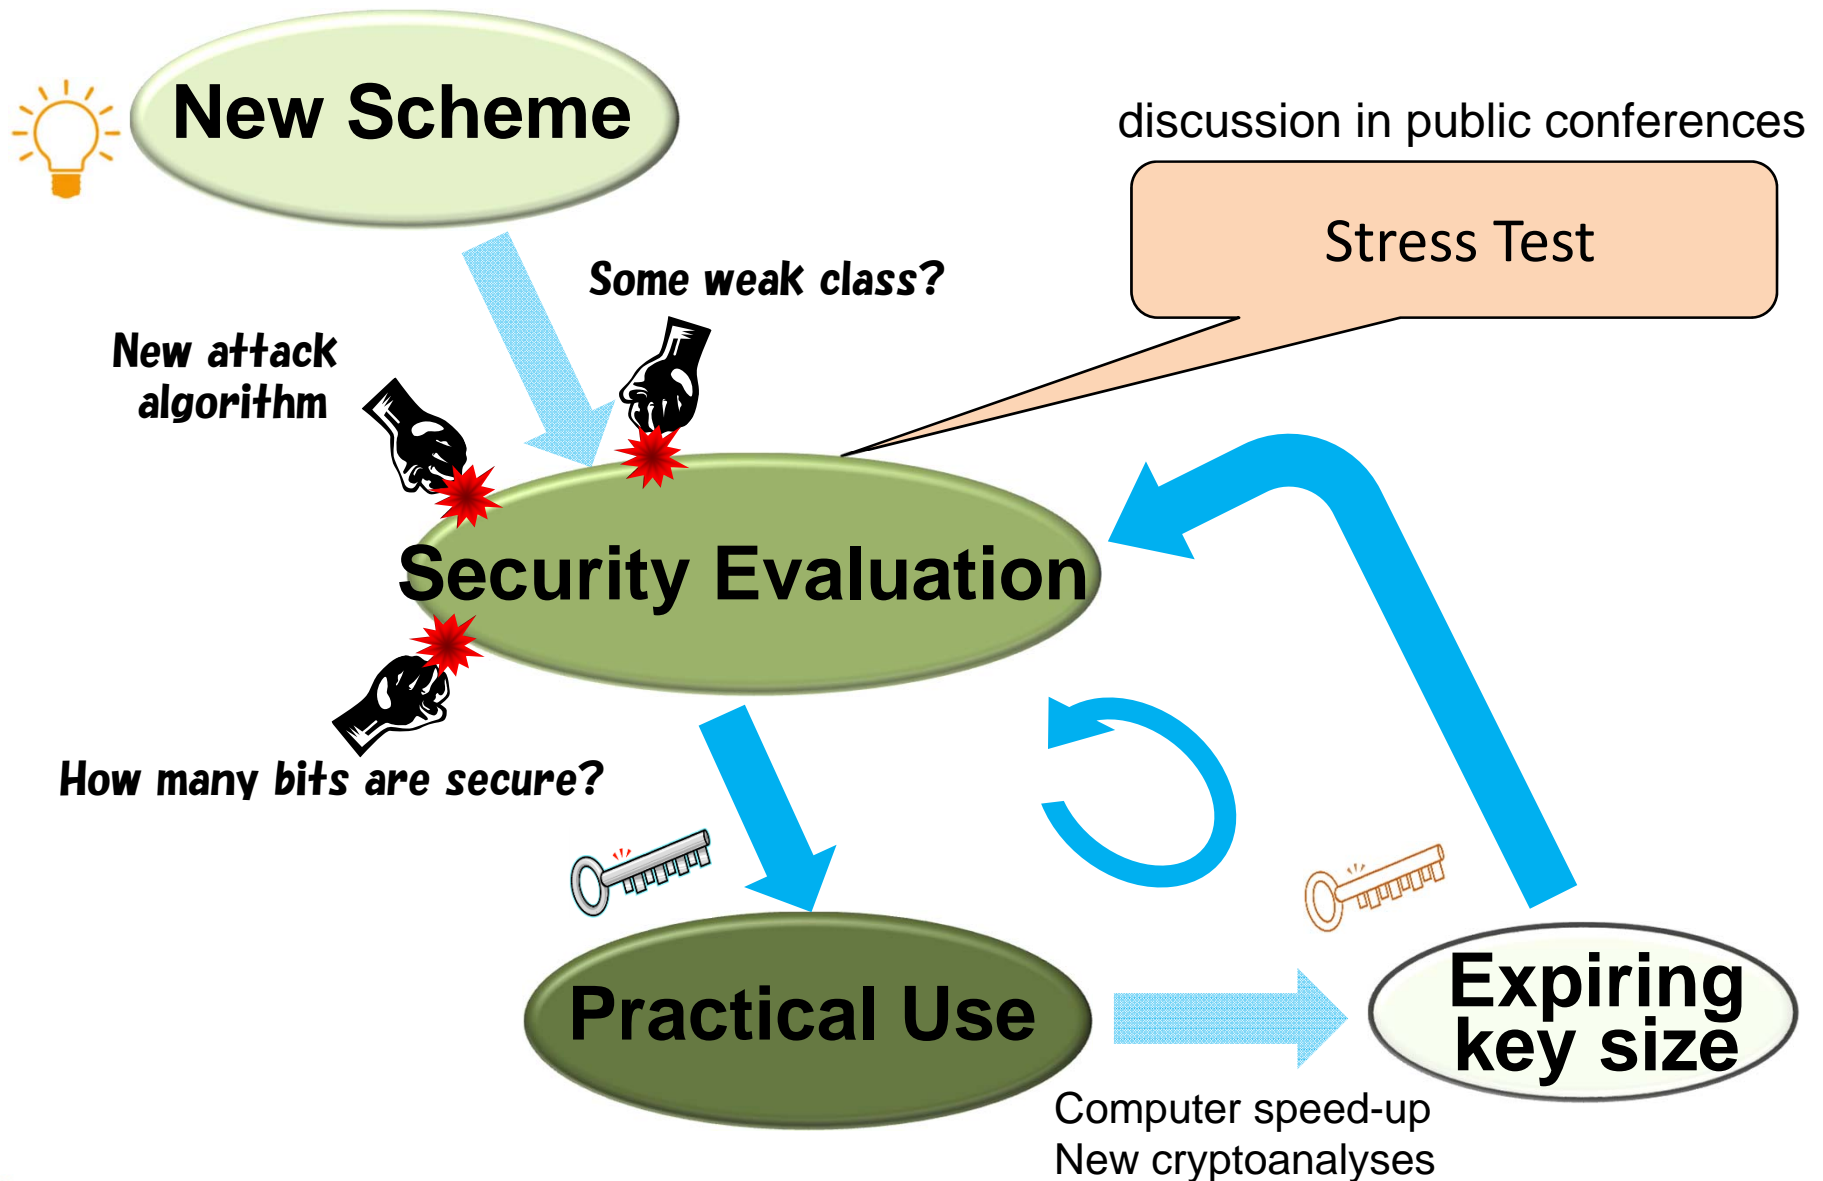 New Scheme
discussion in public conferences
Stress Test
Some weak class?
New attack
algorithm
Security Evaluation
How many bits are secure?
Practical Use
Expiring
key size
Computer speed-up
New cryptoanalyses